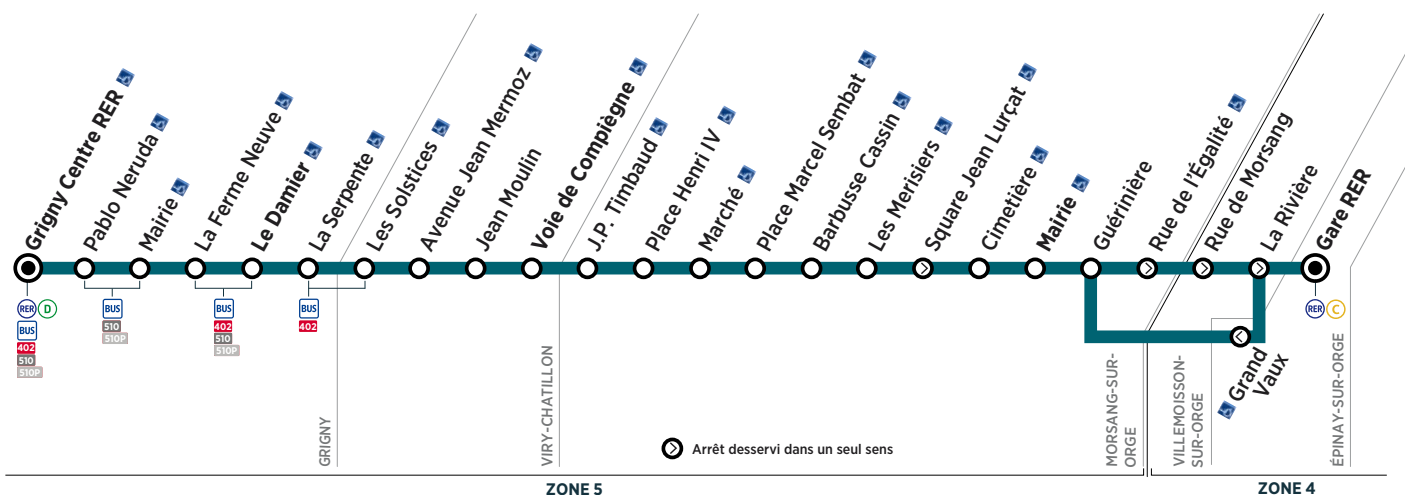 Grigny Centre RER
Pablo Neruda
Mairie
La Ferme Neuve
Le Damier
La Serpente
Les Solstices
Avenue Jean Mermoz
Jean Moulin
Voie de Compiègne
J.P. Timbaud
Place Henri IV
Marché
Place Marcel Sembat
Barbusse Cassin
Les Merisiers
Square Jean Lurçat
Cimetière
Mairie
Guérinière
Rue de l'Égalité
Rue de Morsang
La Rivière
Gare RER
RER D
BUS
402
510
510P
BUS
510
510P
BUS
402
510
510P
BUS
402
RER C
Grand
Vaux
GRIGNY
VIRY-CHATILLON
MORSANG-SUR-
ORGE
VILLEMOISSON-
SUR-ORGE
ÉPINAY-SUR-ORGE
Arrêt desservi dans un seul sens
ZONE 5
ZONE 4